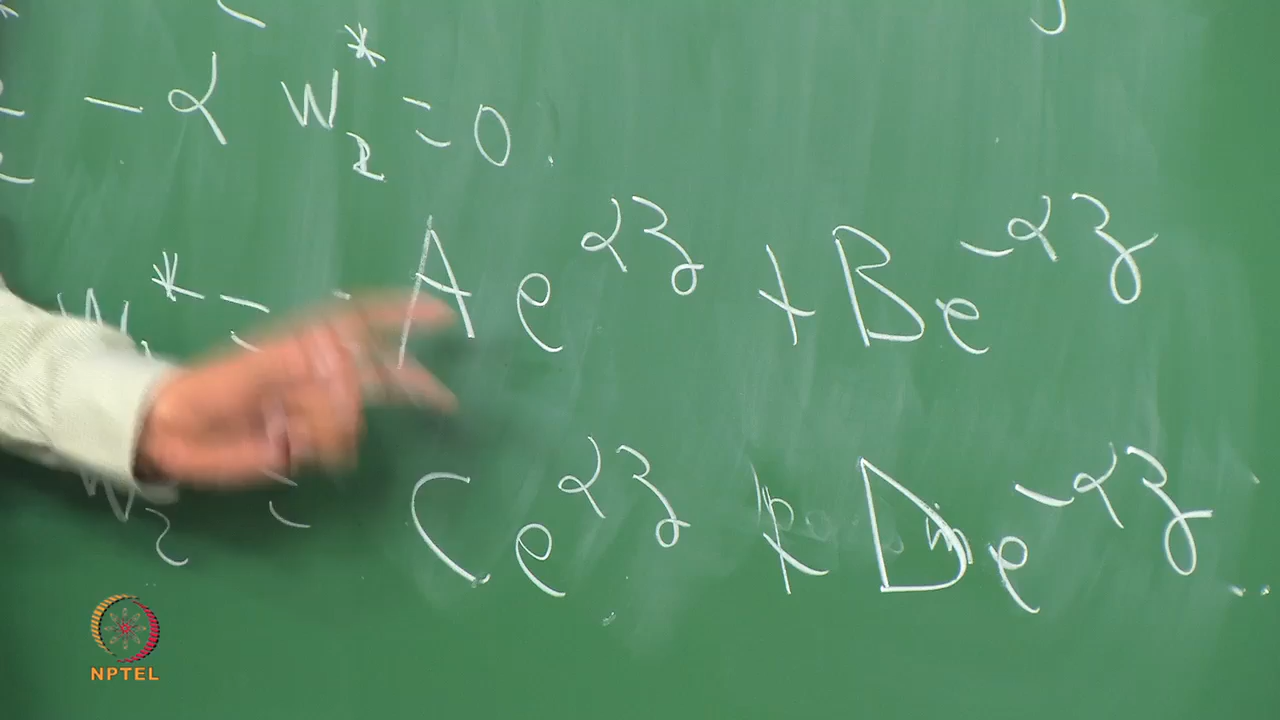 - α W₂* = 0
W* = A e^{αz} + B e^{-αz}
W₂ = C e^{αz} + D e^{-αz}
NPTEL